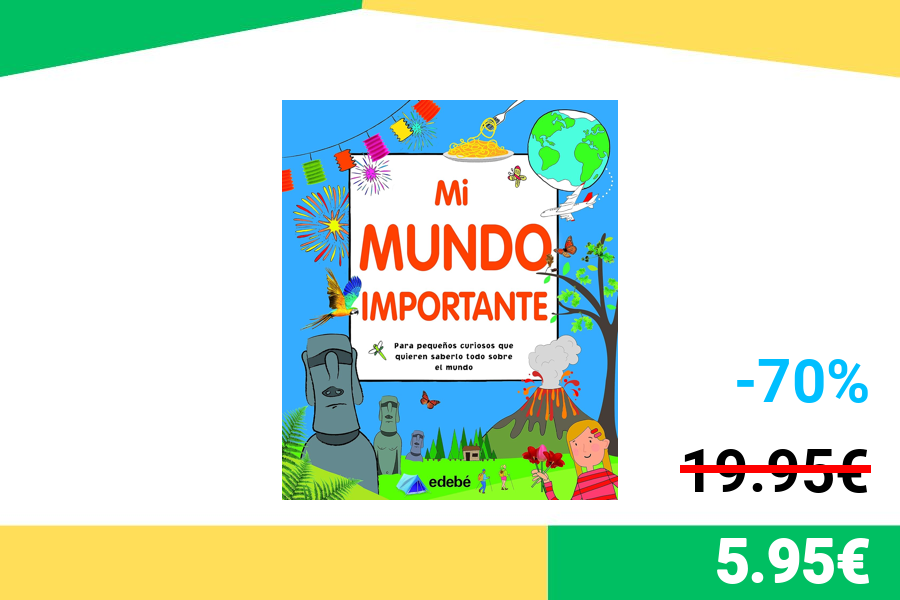 Mi
MUNDO
IMPORTANTE
Para pequeños curiosos que
quieren saberlo todo sobre
el mundo
edebé
-70%
19.95€
5.95€